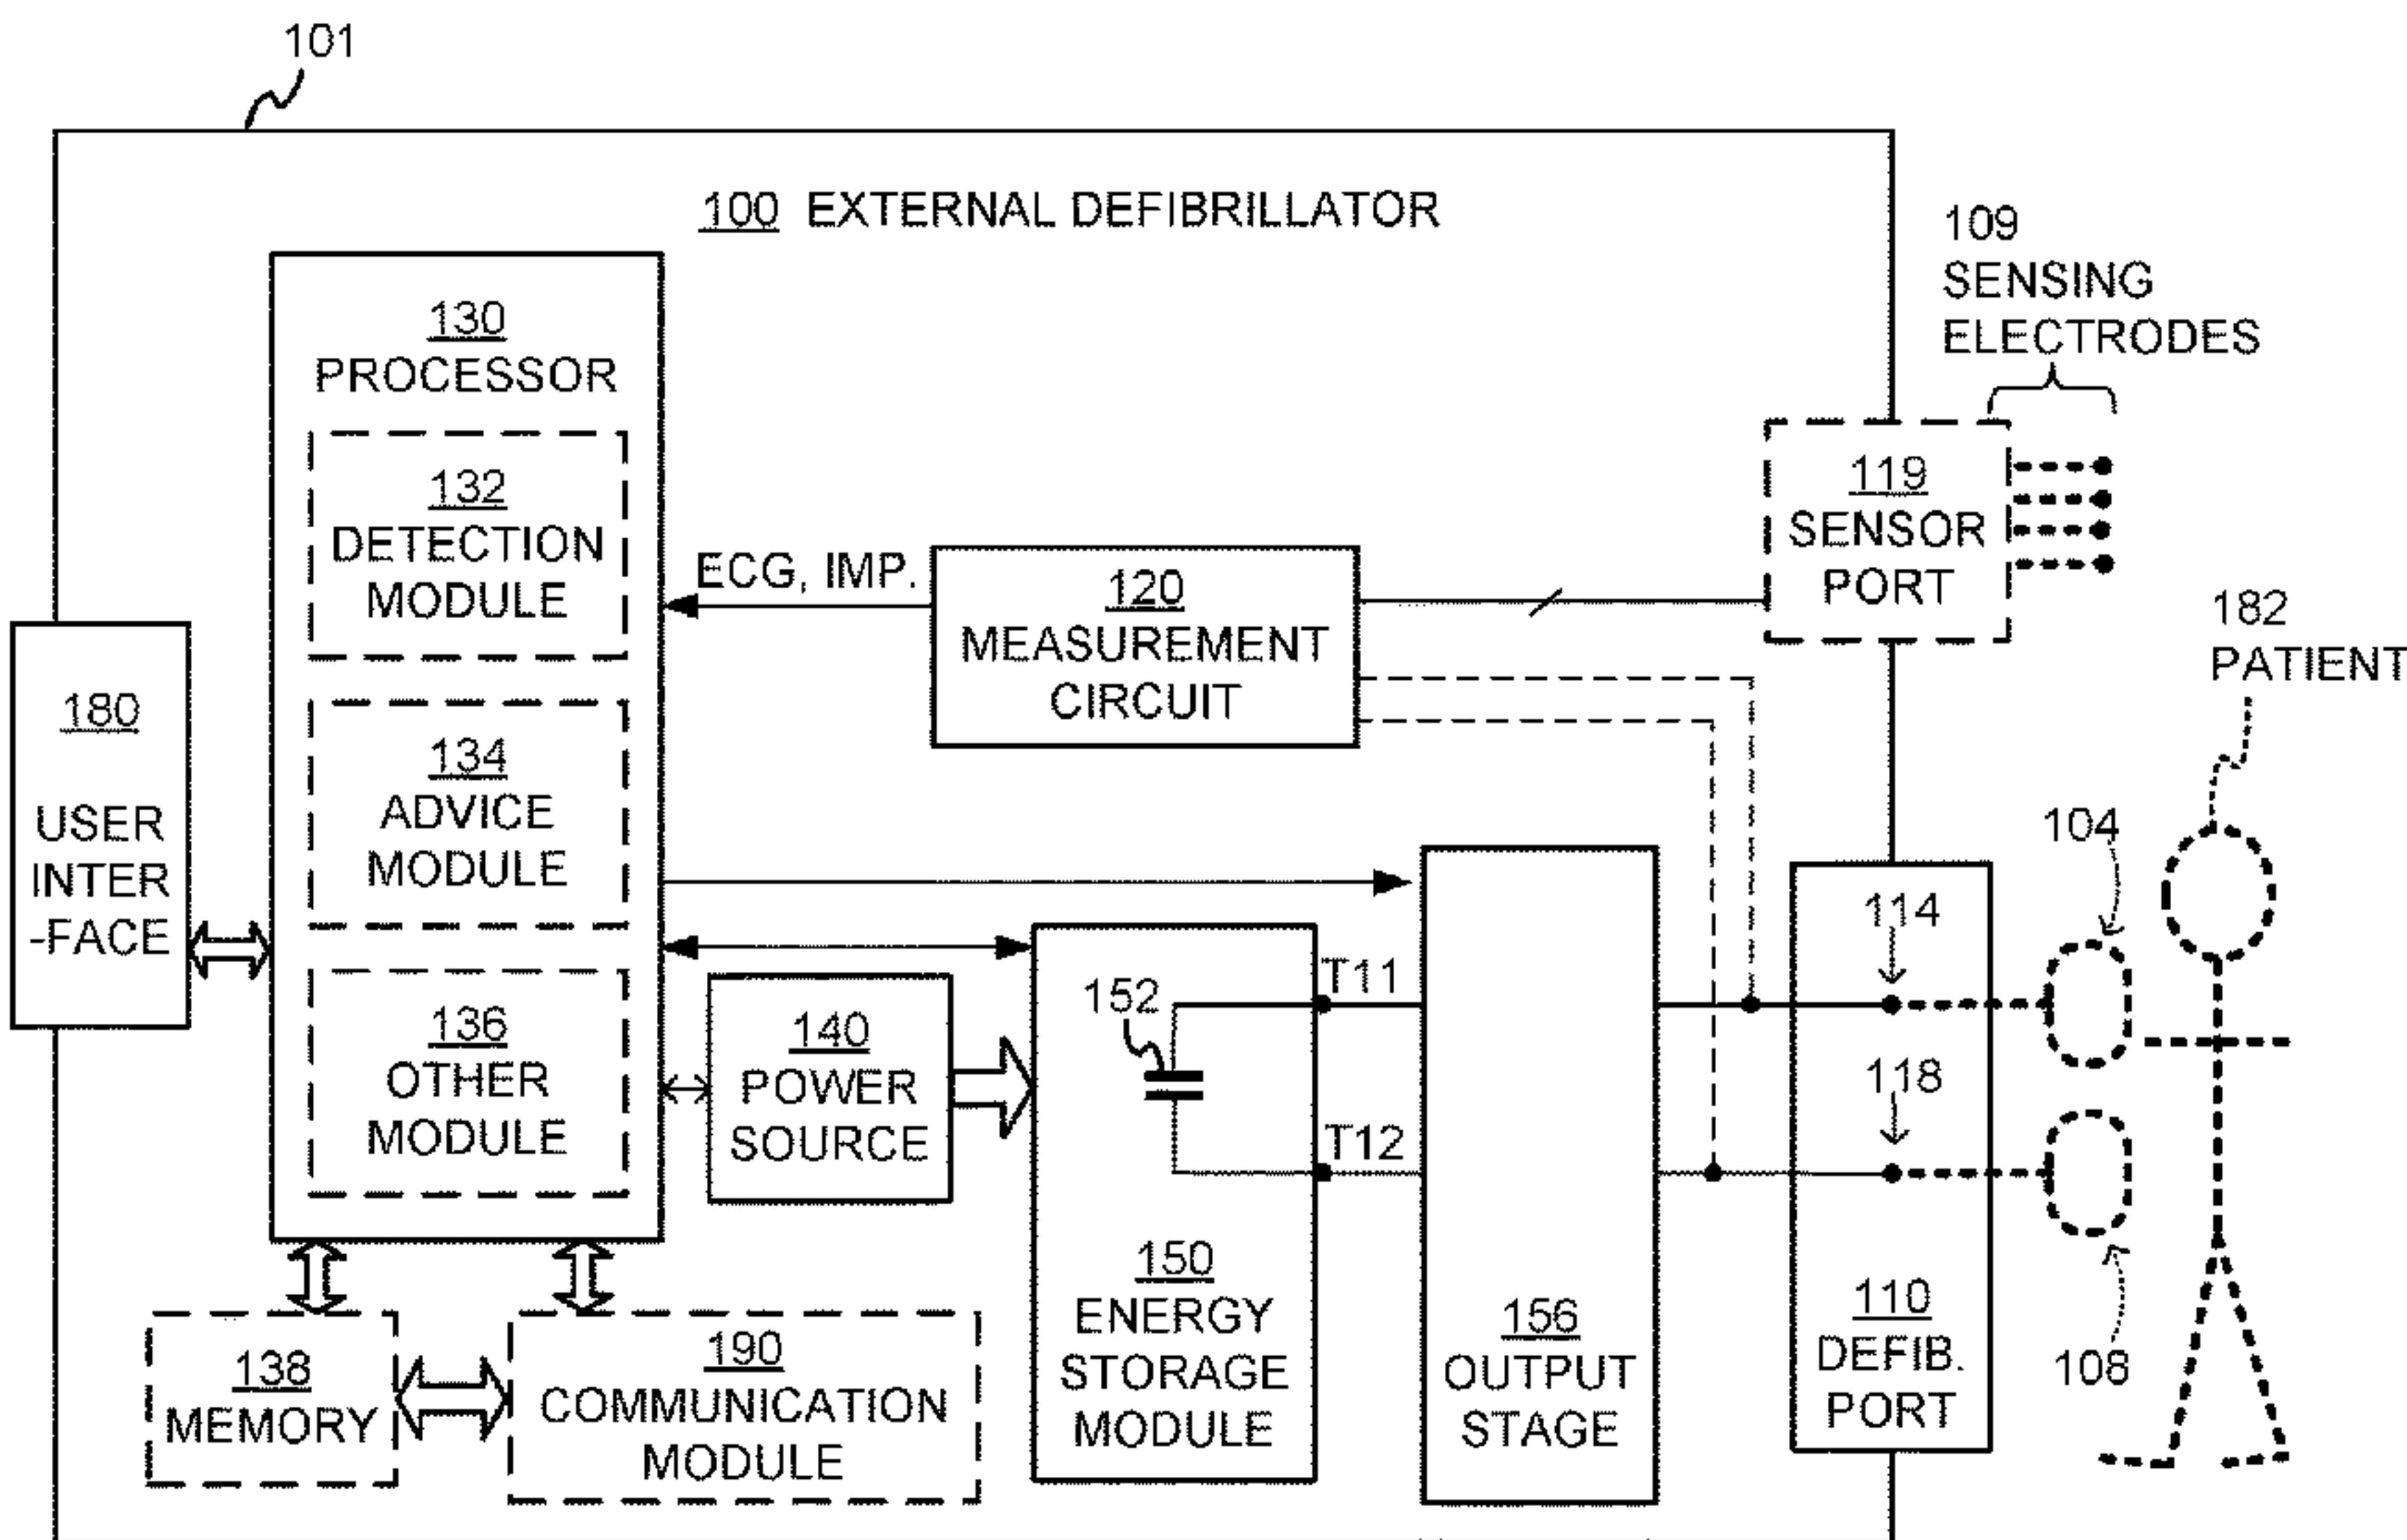 101
100 EXTERNAL DEFIBRILLATOR
109
SENSING
ELECTRODES
130
PROCESSOR
132
DETECTION
MODULE
ECG, IMP.
120
MEASUREMENT
CIRCUIT
119
SENSOR
PORT
182
PATIENT
180
USER
INTER
-FACE
134
ADVICE
MODULE
104
114
136
OTHER
MODULE
140
POWER
SOURCE
152
T11
T12
118
150
ENERGY
STORAGE
MODULE
156
OUTPUT
STAGE
110
DEFIB.
PORT
108
138
MEMORY
190
COMMUNICATION
MODULE